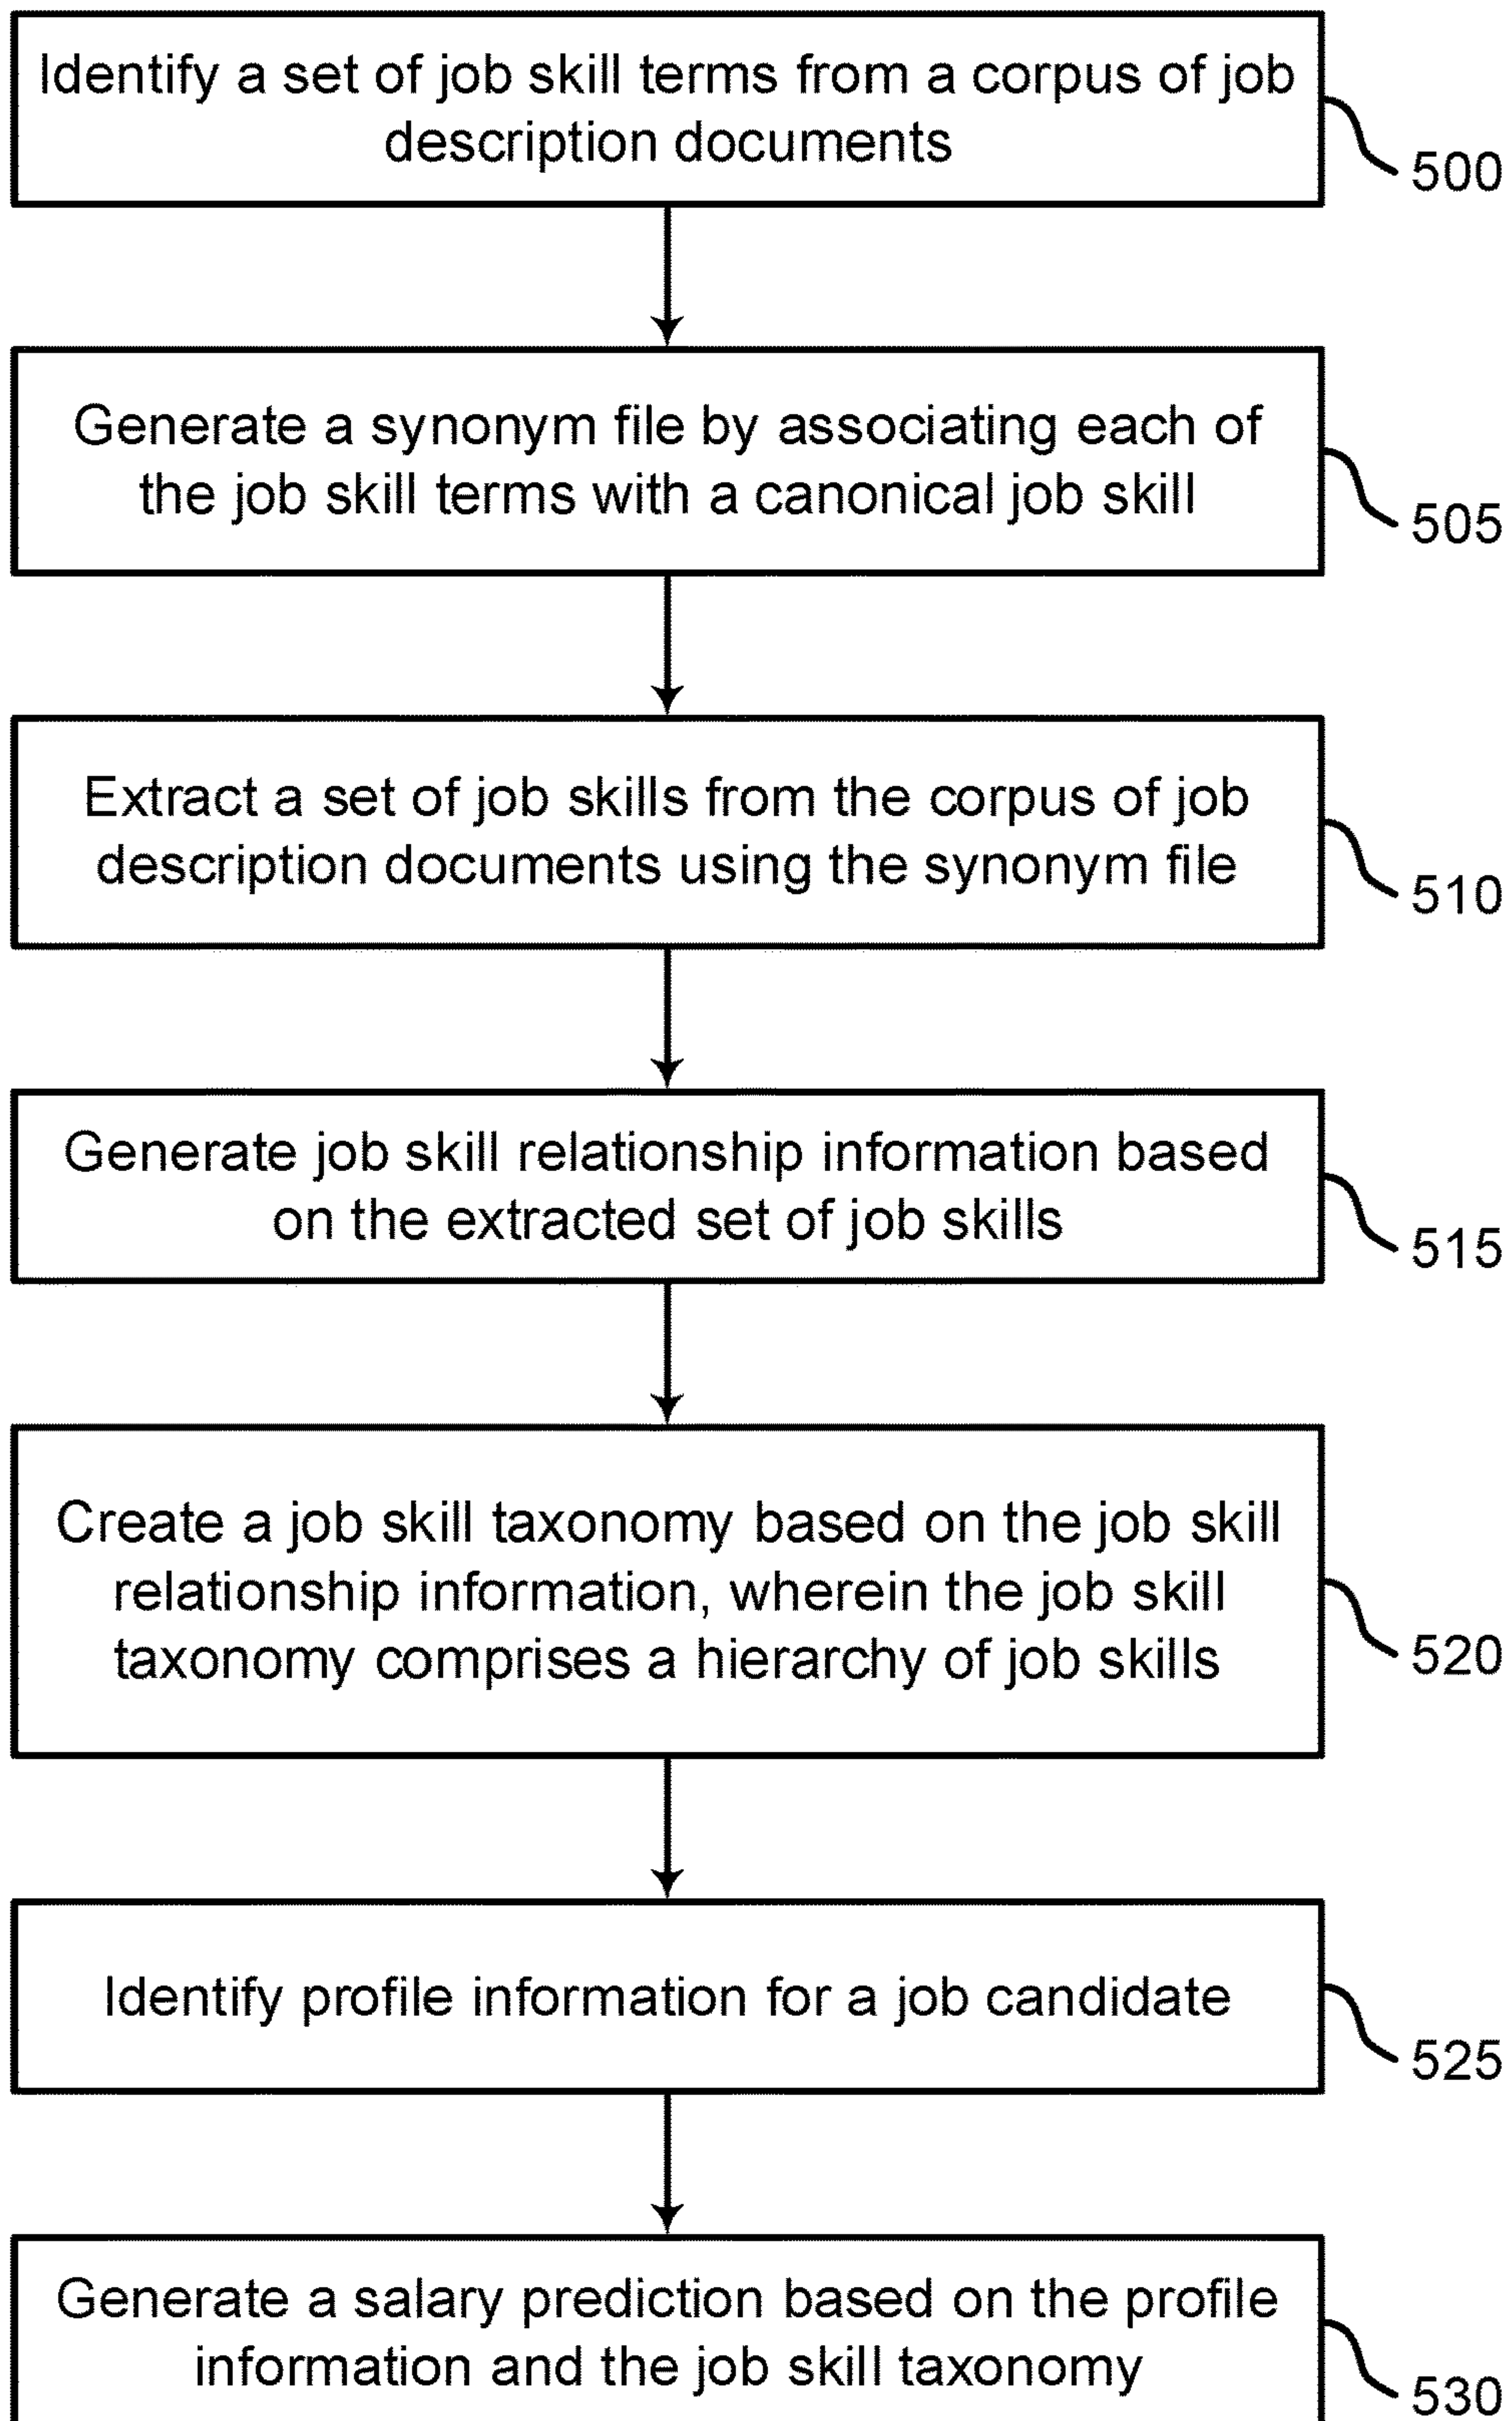 Identify a set of job skill terms from a corpus of job
description documents
500
Generate a synonym file by associating each of
the job skill terms with a canonical job skill
505
Extract a set of job skills from the corpus of job
description documents using the synonym file
510
Generate job skill relationship information based
on the extracted set of job skills
515
Create a job skill taxonomy based on the job skill
relationship information, wherein the job skill
taxonomy comprises a hierarchy of job skills
520
Identify profile information for a job candidate
525
Generate a salary prediction based on the profile
information and the job skill taxonomy
530